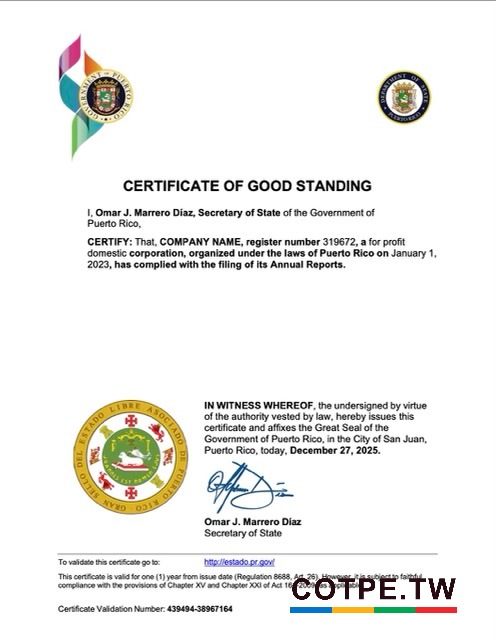 GOVERNMENT OF PUERTO RICO
DEPARTMENT OF STATE
PUERTO RICO
CERTIFICATE OF GOOD STANDING
I, Omar J. Marrero Díaz, Secretary of State of the Government of
Puerto Rico,
CERTIFY: That, COMPANY NAME, register number 319672, a for profit
domestic corporation, organized under the laws of Puerto Rico on January 1,
2023, has complied with the filing of its Annual Reports.
GRAN SELLO DEL ESTADO LIBRE ASOCIADO DE PUERTO RICO
IN WITNESS WHEREOF, the undersigned by virtue
of the authority vested by law, hereby issues this
certificate and affixes the Great Seal of the
Government of Puerto Rico, in the City of San Juan,
Puerto Rico, today, December 27, 2025.
Omar J. Marrero Díaz
Secretary of State
To validate this certificate go to: http://estado.pr.gov/
This certificate is valid for one (1) year from issue date (Regulation 8688, Art. 26). However, it is subject to faithful
compliance with the provisions of Chapter XV and Chapter XXI of Act as applicable
Certificate Validation Number: 439494-38967164
COTPE.TW